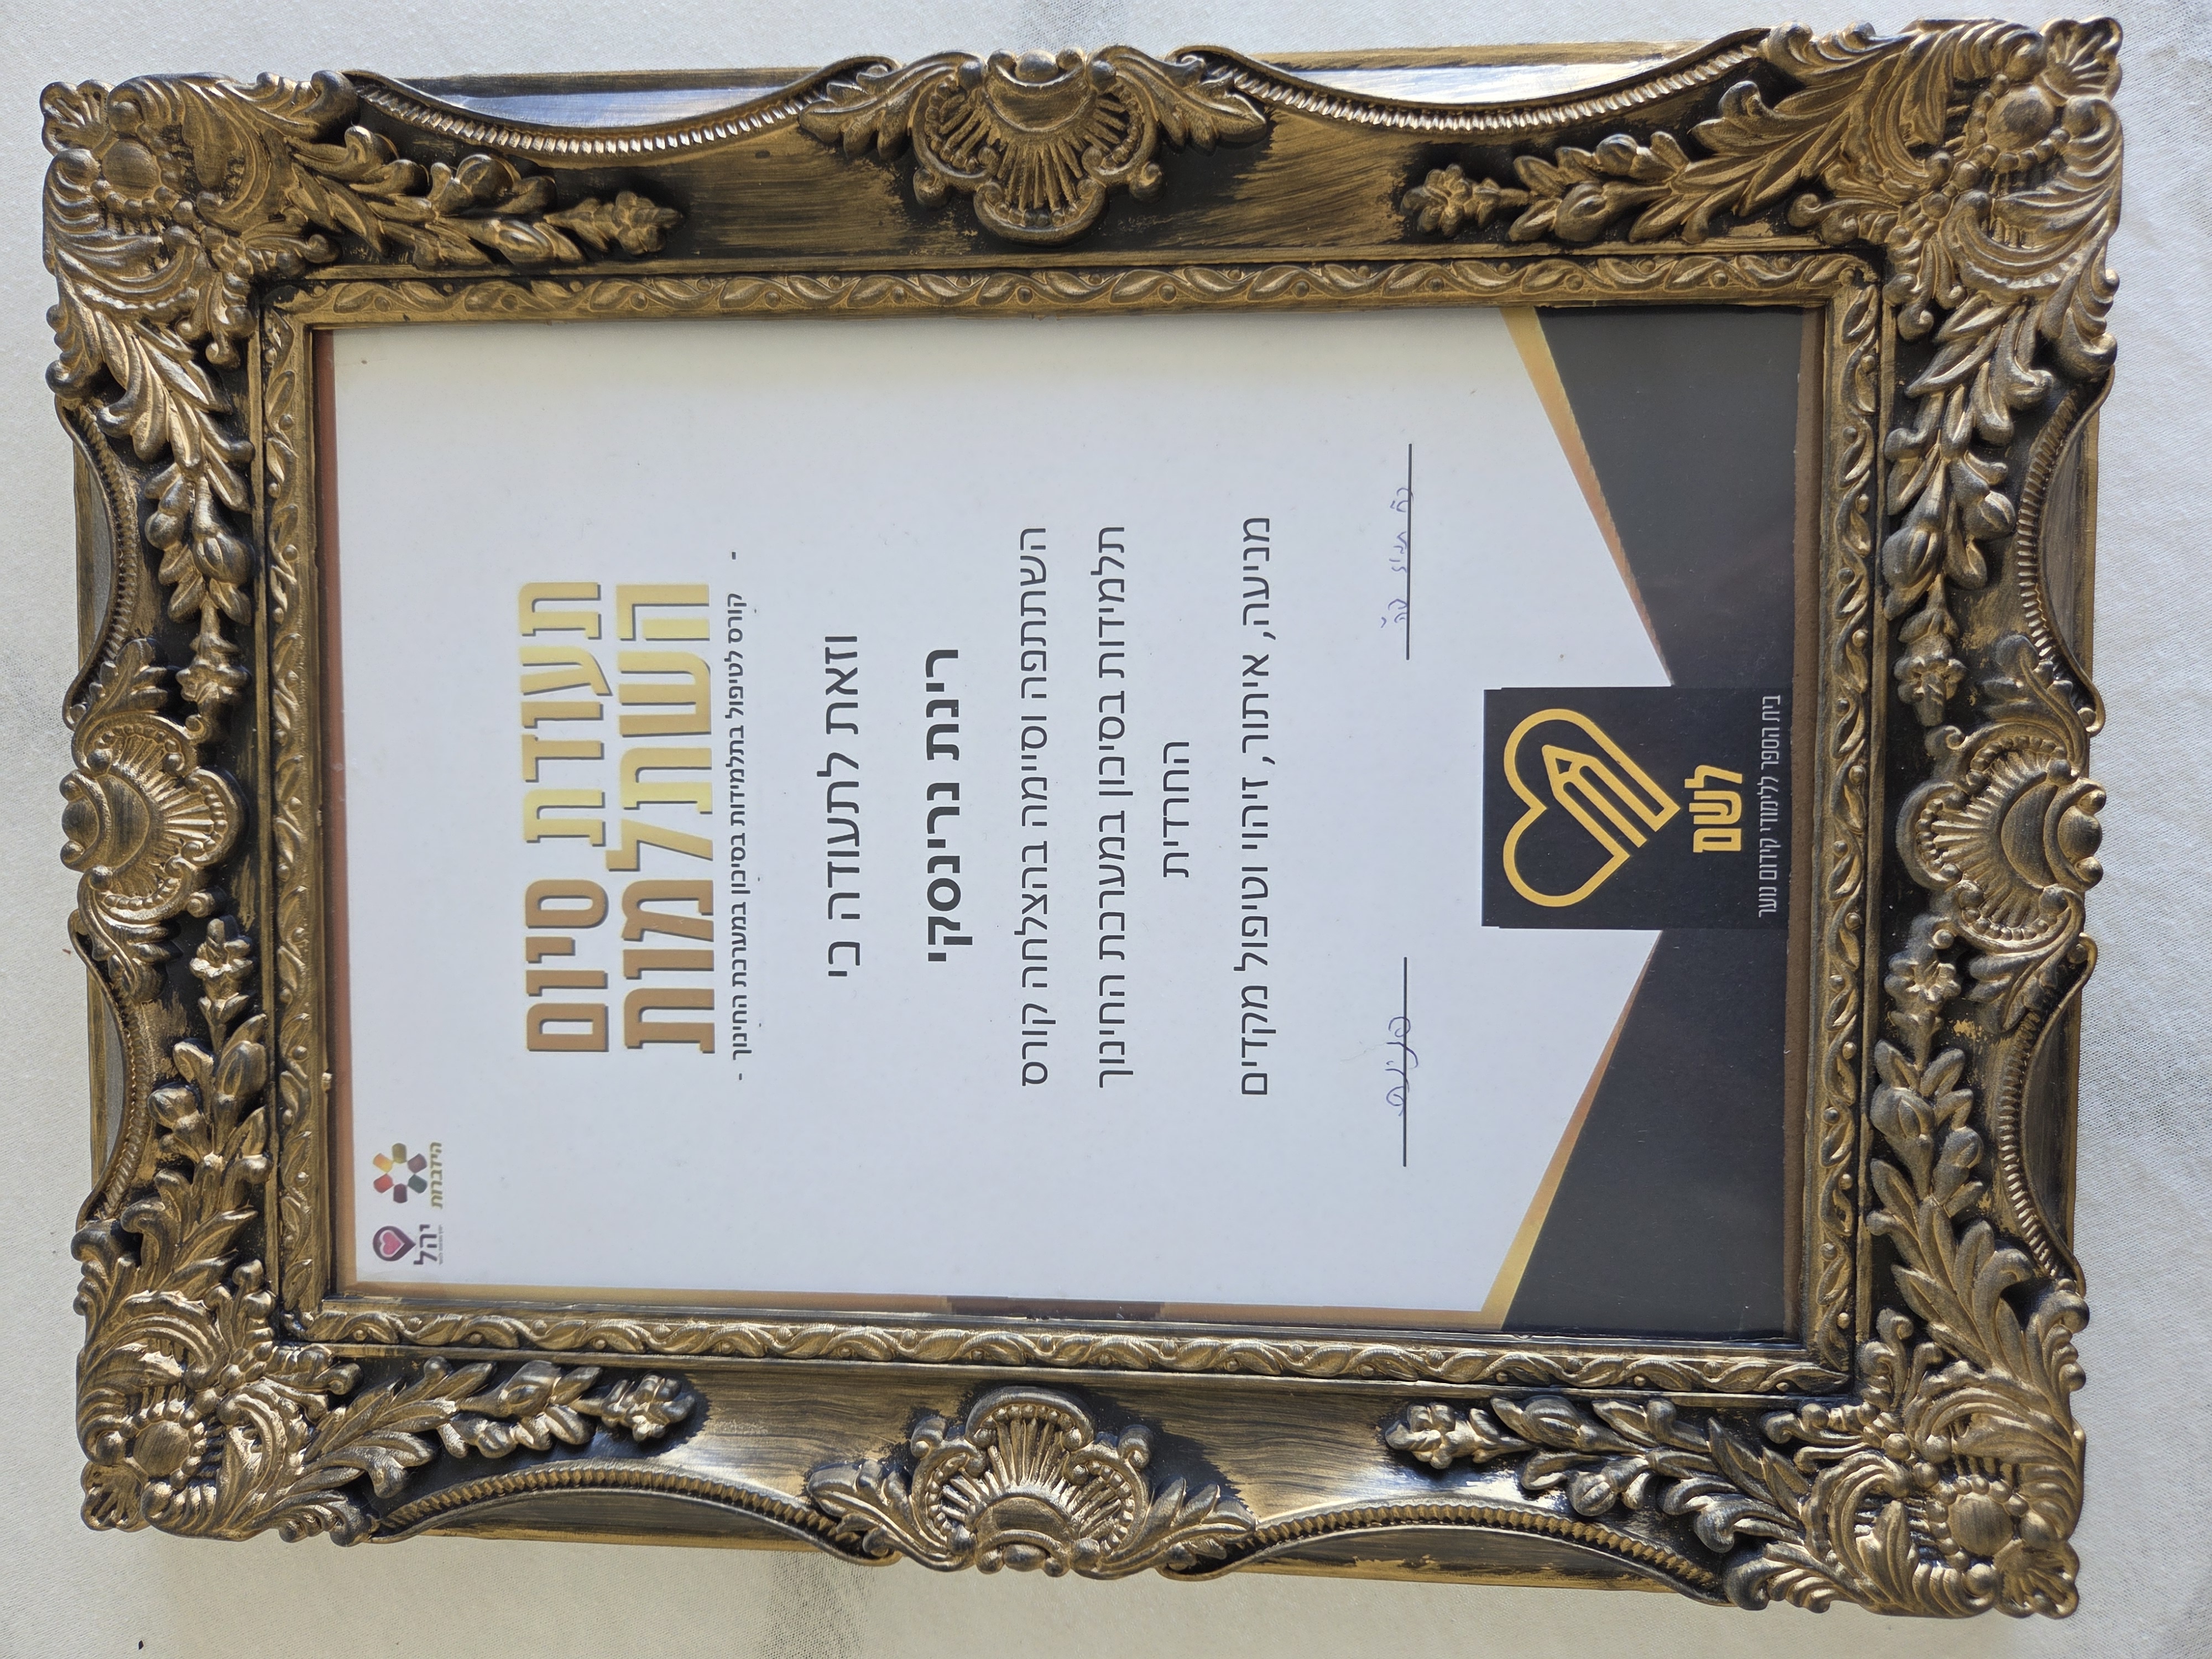 יהל
הידברות
תעודת סיום
השתלמות
- קורס לטיפול בתלמידות בסיכון במערכת החינוך -
וזאת לתעודה כי
רינת נרינסקי
השתתפה וסיימה בהצלחה קורס
תלמידות בסיכון במערכת החינוך
החרדית
מניעה, איתור, זיהוי וטיפול מקדים
לשם
בית הספר ללימודי קידום נוער